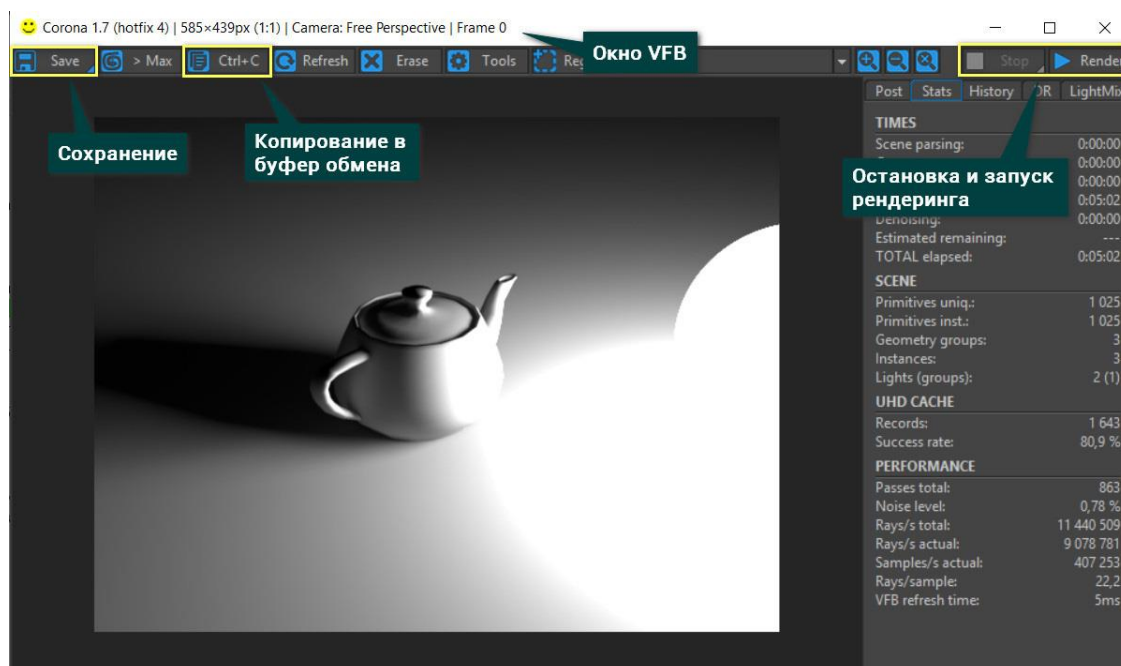 Corona 1.7 (hotfix 4) | 585×439px (1:1) | Camera: Free Perspective | Frame 0
Окно VFB
Save > Max Ctrl+C Refresh Erase Tools Reg Stop Render
Post Stats History DR LightMix
Сохранение
Копирование в
буфер обмена
Остановка и запуск
рендеринга
TIMES
Scene parsing: 0:00:00
0:00:00
0:00:00
0:05:02
Denoising: 0:00:00
Estimated remaining: ---
TOTAL elapsed: 0:05:02
SCENE
Primitives uniq.: 1 025
Primitives inst.: 1 025
Geometry groups: 3
Instances: 3
Lights (groups): 2 (1)
UHD CACHE
Records: 1 643
Success rate: 80,9 %
PERFORMANCE
Passes total: 863
Noise level: 0,78 %
Rays/s total: 11 440 509
Rays/s actual: 9 078 781
Samples/s actual: 407 253
Rays/sample: 22,2
VFB refresh time: 5ms